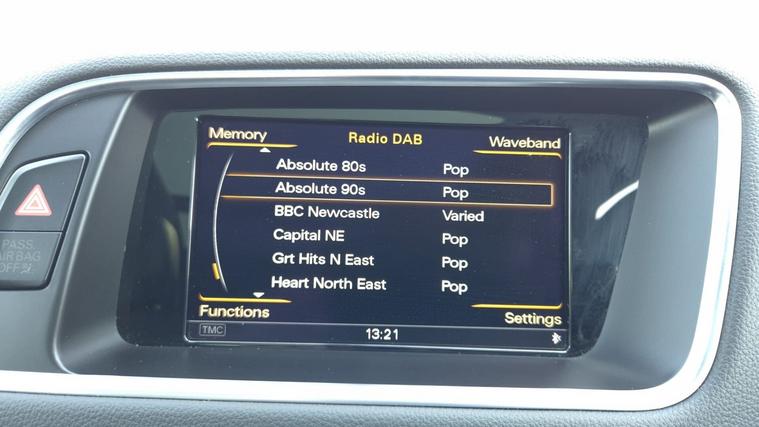 Memory Radio DAB Waveband
Absolute 80s Pop
Absolute 90s Pop
BBC Newcastle Varied
Capital NE Pop
Grt Hits N East Pop
Heart North East Pop
Functions Settings
TMC 13:21
PASS.
AIR BAG
OFF